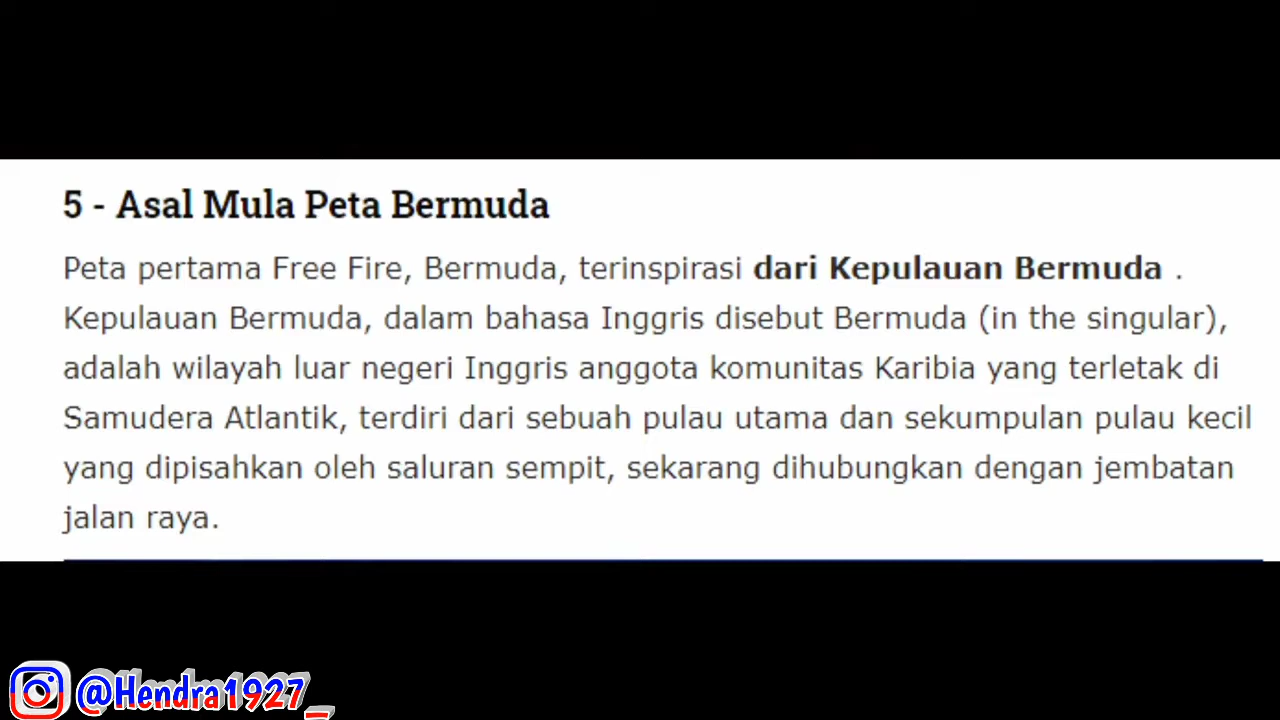 5 - Asal Mula Peta Bermuda
Peta pertama Free Fire, Bermuda, terinspirasi dari Kepulauan Bermuda .
Kepulauan Bermuda, dalam bahasa Inggris disebut Bermuda (in the singular),
adalah wilayah luar negeri Inggris anggota komunitas Karibia yang terletak di
Samudera Atlantik, terdiri dari sebuah pulau utama dan sekumpulan pulau kecil
yang dipisahkan oleh saluran sempit, sekarang dihubungkan dengan jembatan
jalan raya.
@Hendra1927_